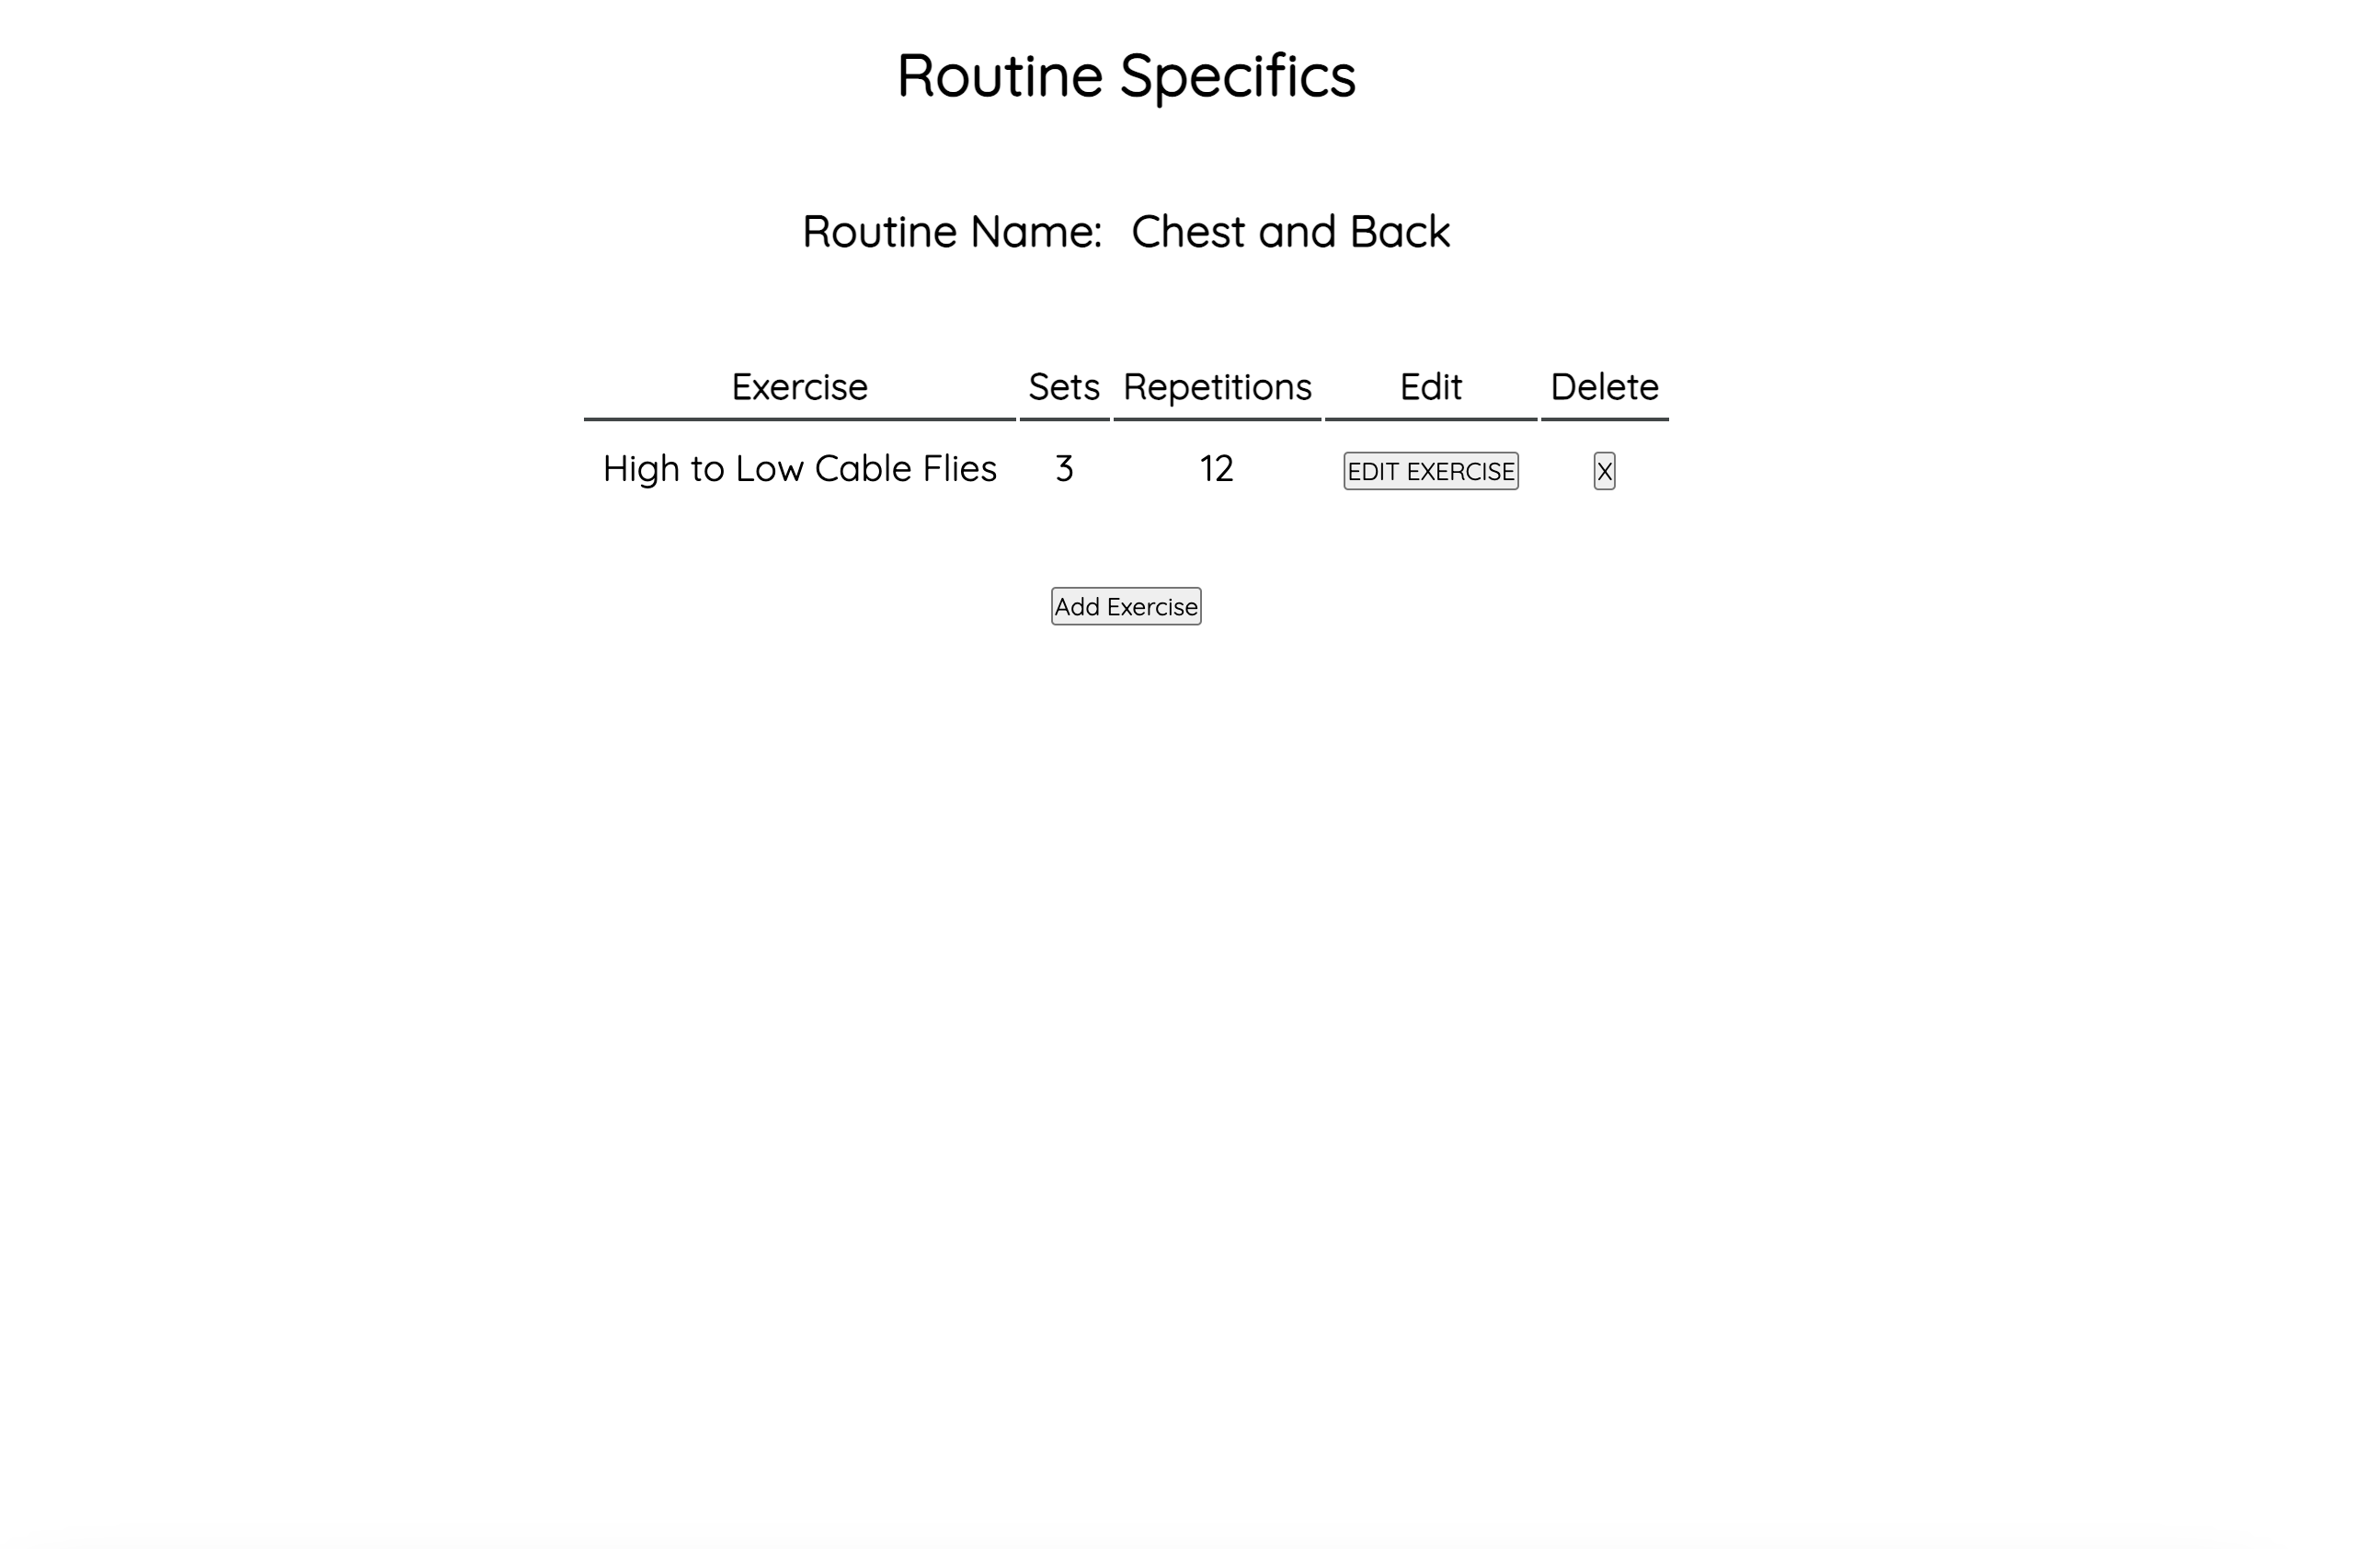 Routine Specifics
Routine Name: Chest and Back
Exercise Sets Repetitions Edit Delete
High to Low Cable Flies 3 12 EDIT EXERCISE X
Add Exercise